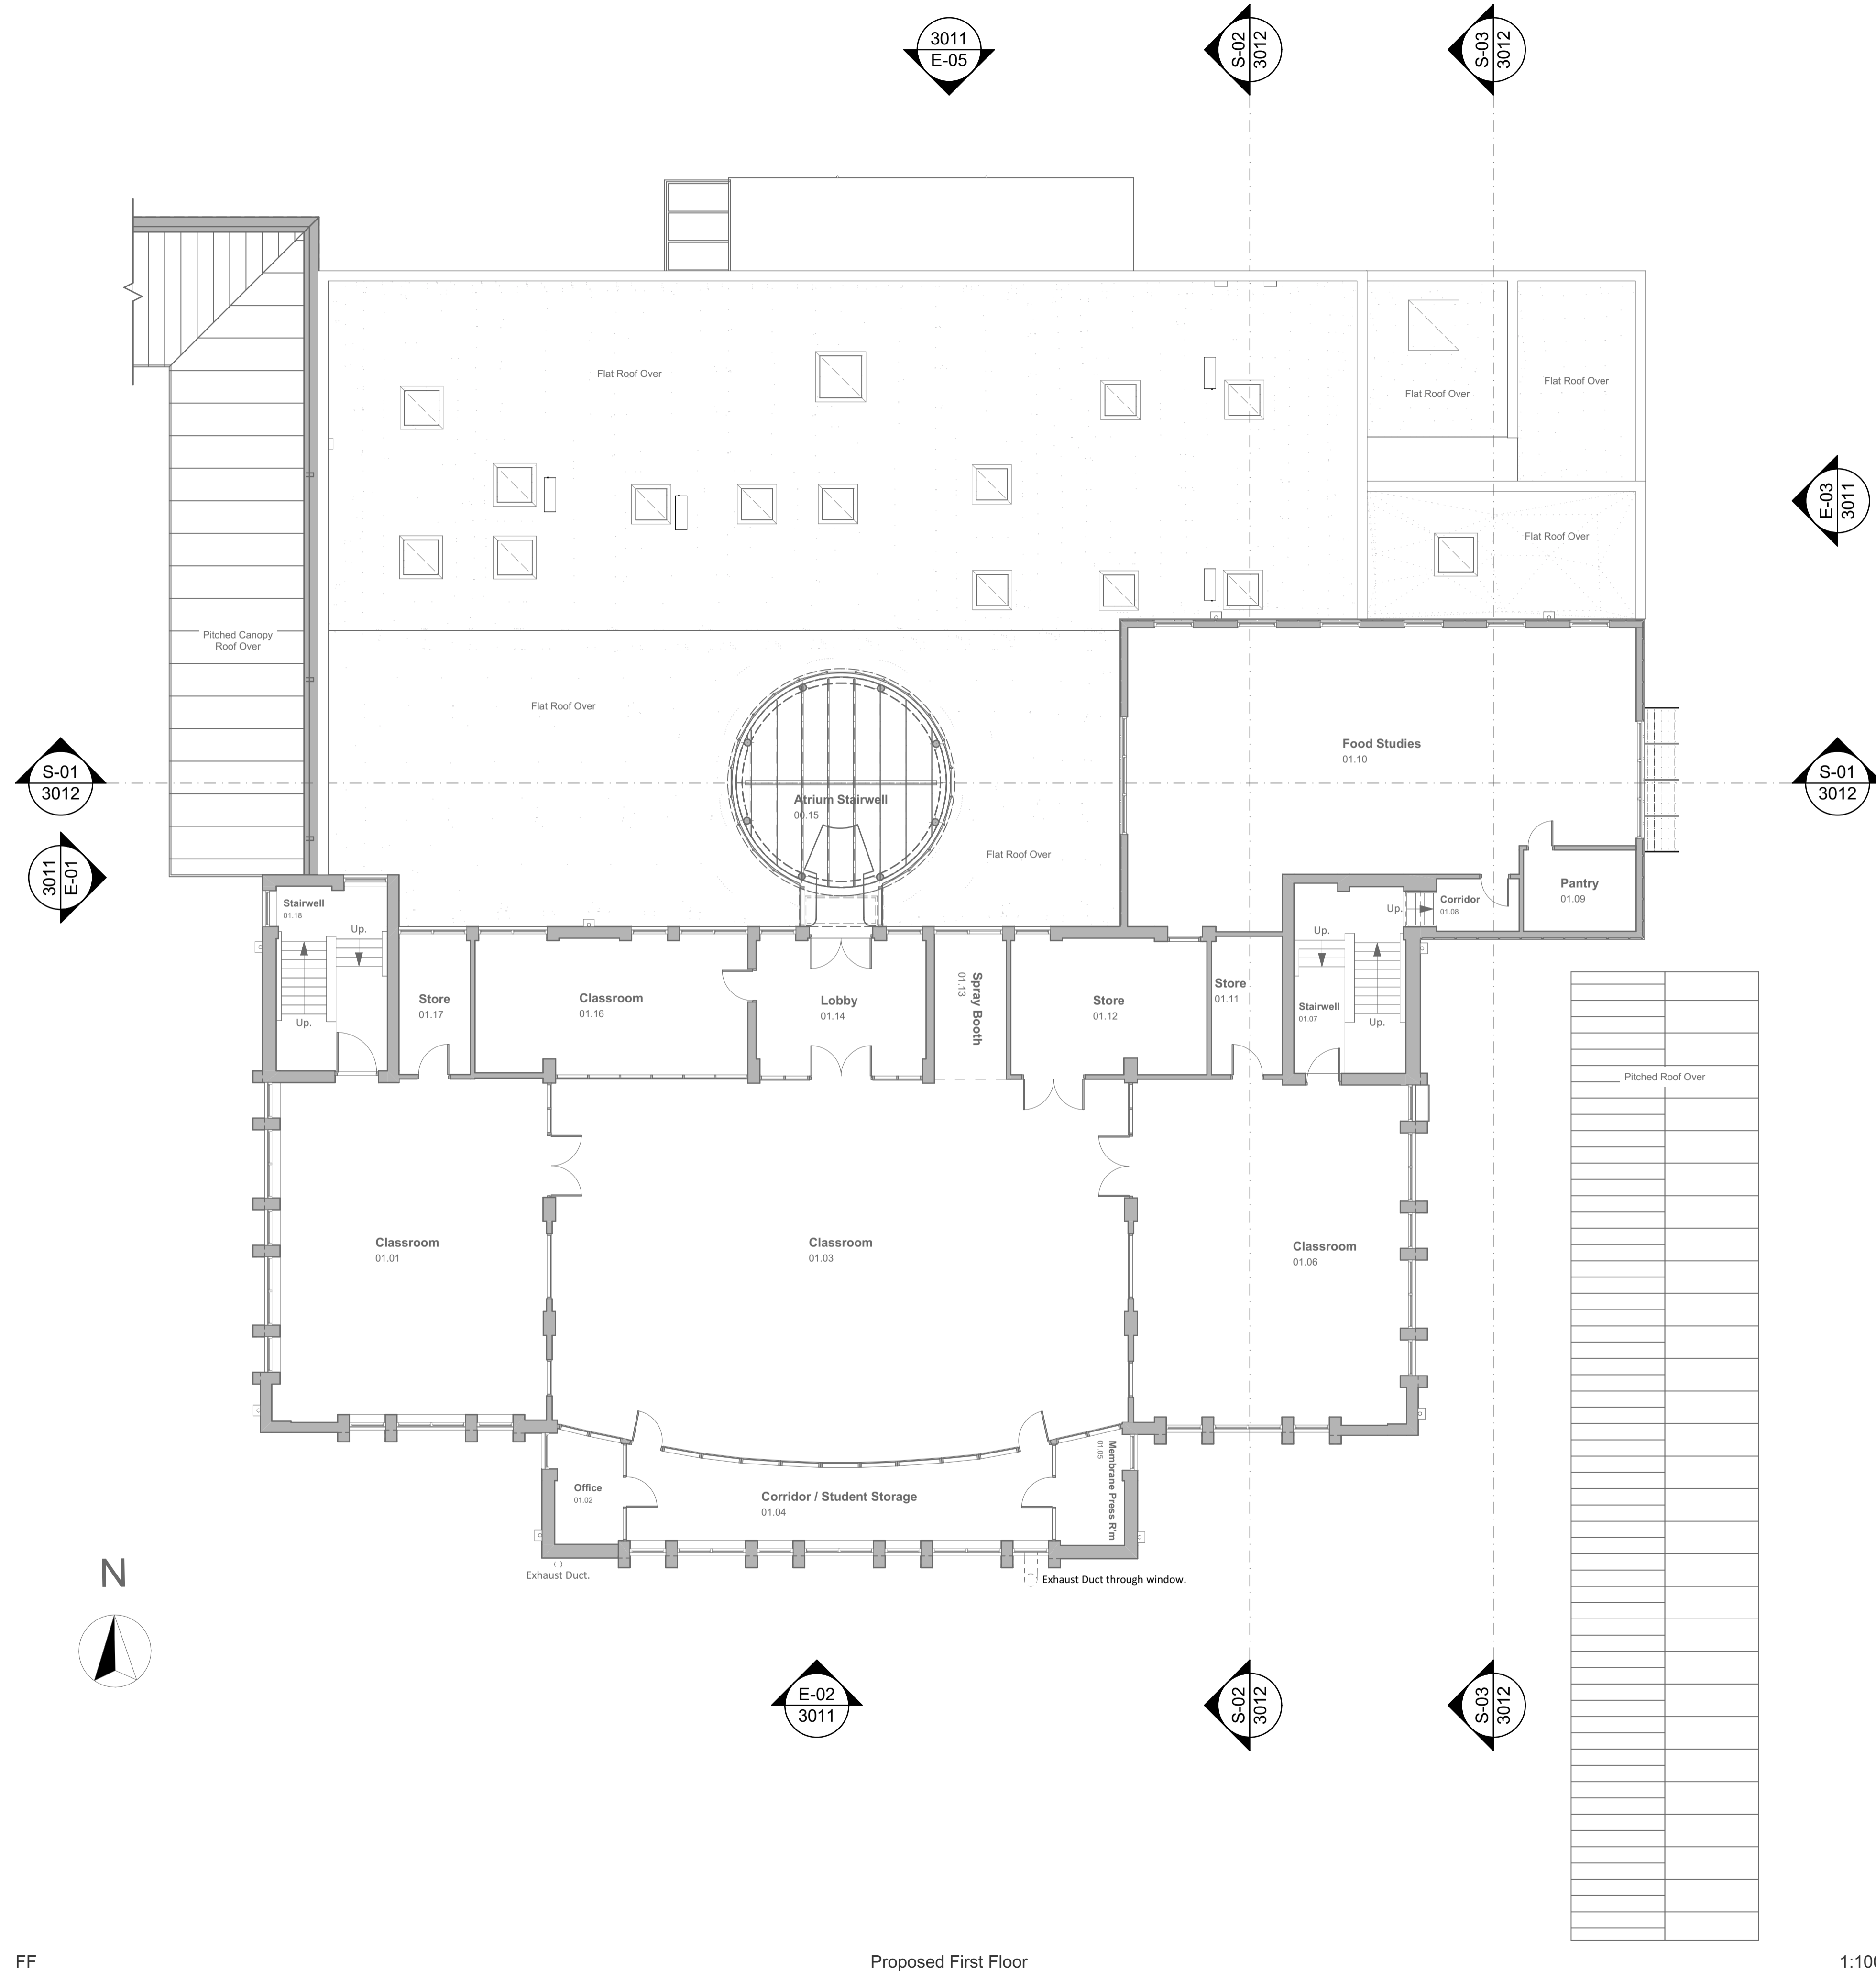 3011
E-05
S-02
3012
S-03
3012
Flat Roof Over
Flat Roof Over
Flat Roof Over
E-03
3011
Flat Roof Over
Pitched Canopy
Roof Over
Flat Roof Over
Food Studies
01.10
S-01
3012
Atrium Stairwell
00.15
S-01
3012
3011
E-01
Flat Roof Over
Stairwell
01.18
Up.
Up.
Pantry
01.09
Corridor
01.08
Up.
Up.
Up.
Stairwell
01.07
Store
01.17
Classroom
01.16
Lobby
01.14
Spray Booth
01.13
Store
01.12
Store
01.11
Pitched Roof Over
Classroom
01.01
Classroom
01.03
Classroom
01.06
Office
01.02
Corridor / Student Storage
01.04
Membrane Press R'm
01.05
Exhaust Duct.
Exhaust Duct through window.
N
E-02
3011
S-02
3012
S-03
3012
FF
Proposed First Floor